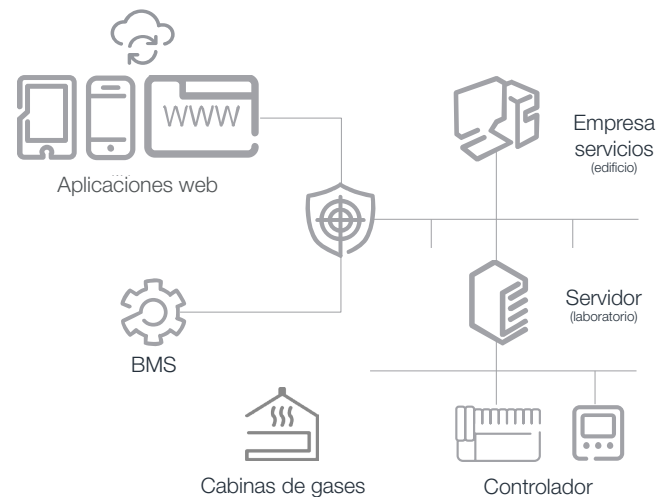 WWW
Aplicaciones web
Empresa
servicios
(edificio)
Servidor
(laboratorio)
BMS
Cabinas de gases
Controlador